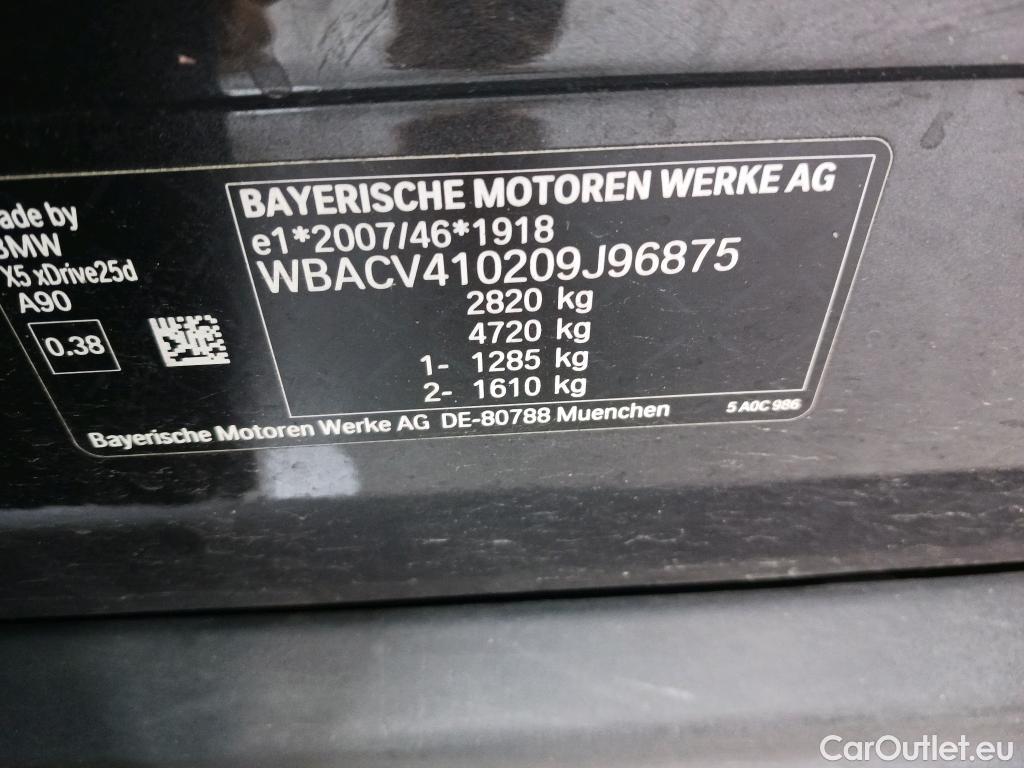 ade by
BMW
X5 xDrive25d
A90
0.38
BAYERISCHE MOTOREN WERKE AG
e1*2007/46*1918
WBACV410209J96875
2820 kg
4720 kg
1- 1285 kg
2- 1610 kg
Bayerische Motoren Werke AG DE-80788 Muenchen
5 A0C 986
CarOutlet.eu